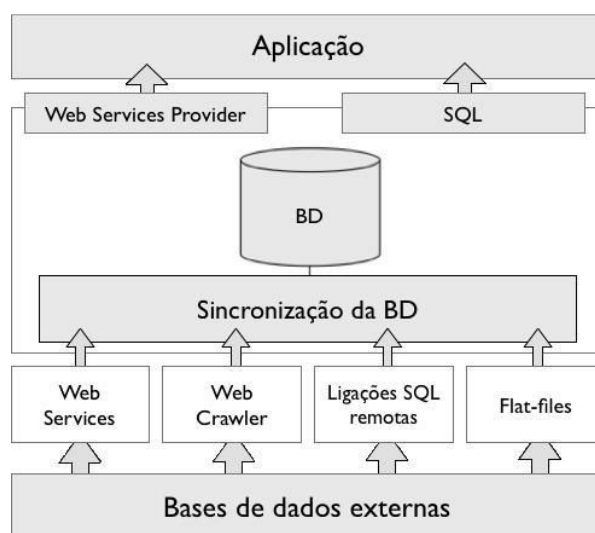 Aplicação
Web Services Provider
SQL
BD
Sincronização da BD
Web
Services
Web
Crawler
Ligações SQL
remotas
Flat-files
Bases de dados externas